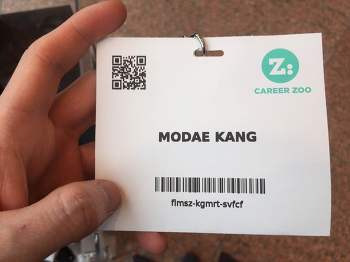 Z:
CAREER ZOO
MODAE KANG
flmsz-kgmrt-svfcf